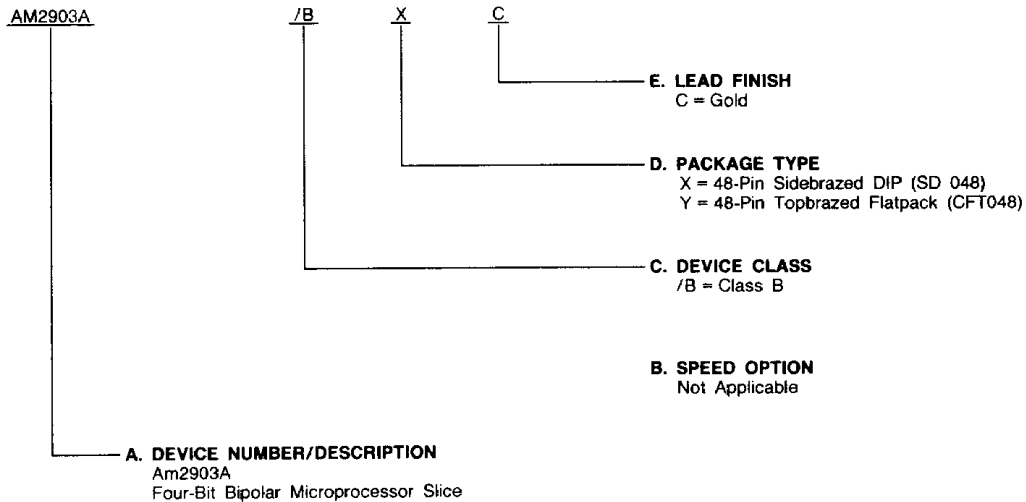 AM2903A /B X C
E. LEAD FINISH
C = Gold
D. PACKAGE TYPE
X = 48-Pin Sidebrazed DIP (SD 048)
Y = 48-Pin Topbrazed Flatpack (CFT048)
C. DEVICE CLASS
/B = Class B
B. SPEED OPTION
Not Applicable
A. DEVICE NUMBER/DESCRIPTION
Am2903A
Four-Bit Bipolar Microprocessor Slice